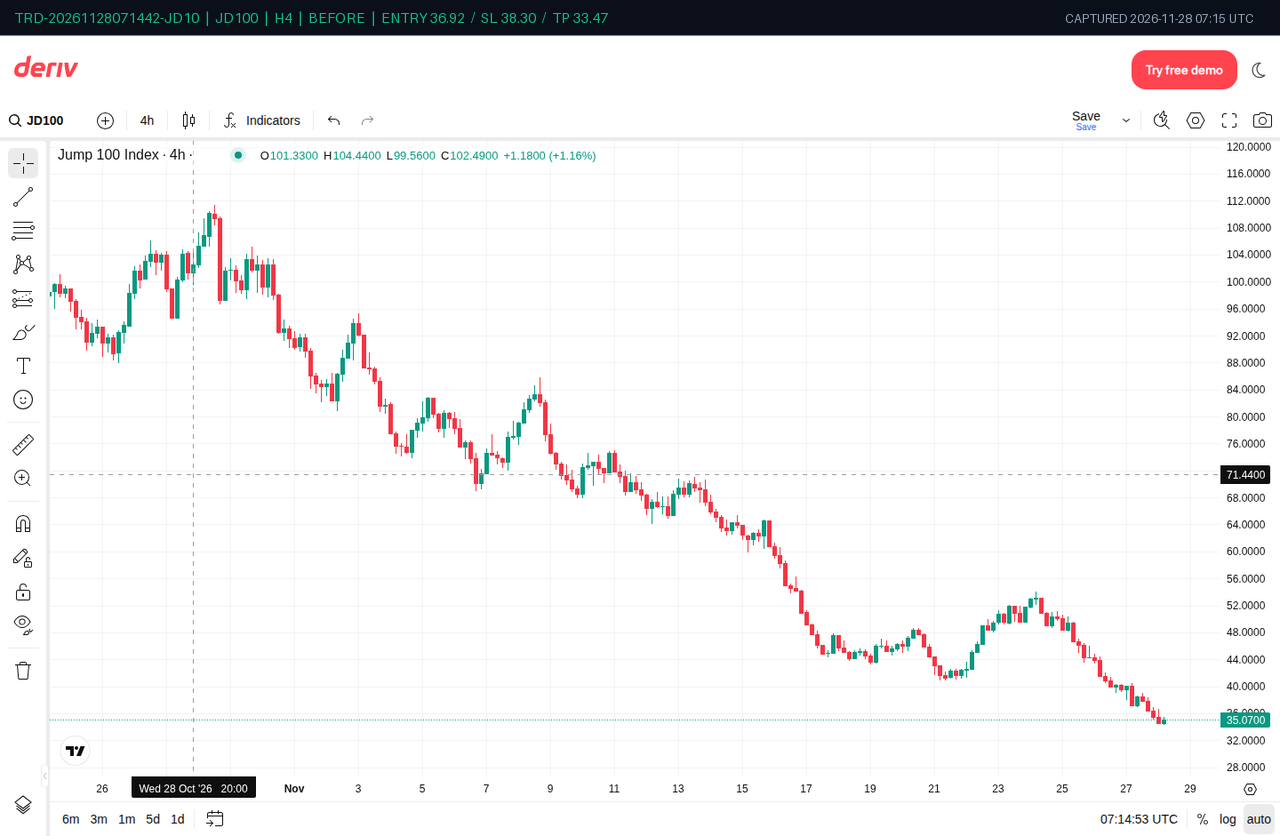 TRD-20261128071442-JD10 | JD100 | H4 | BEFORE | ENTRY 36.92 / SL 38.30 / TP 33.47
CAPTURED 2026-11-28 07:15 UTC
deriv
Try free demo
JD100
4h
Indicators
Save
Save
Jump 100 Index · 4h ·
O101.3300 H104.4400 L99.5600 C102.4900 +1.1800 (+1.16%)
120.0000
116.0000
112.0000
108.0000
104.0000
100.0000
96.0000
92.0000
88.0000
84.0000
80.0000
76.0000
71.4400
68.0000
64.0000
60.0000
56.0000
52.0000
48.0000
44.0000
40.0000
36.0000
35.0700
32.0000
28.0000
26
Wed 28 Oct '26 20:00
Nov
3
5
7
9
11
13
15
17
19
21
23
25
27
29
6m 3m 1m 5d 1d
07:14:53 UTC
%
log
auto